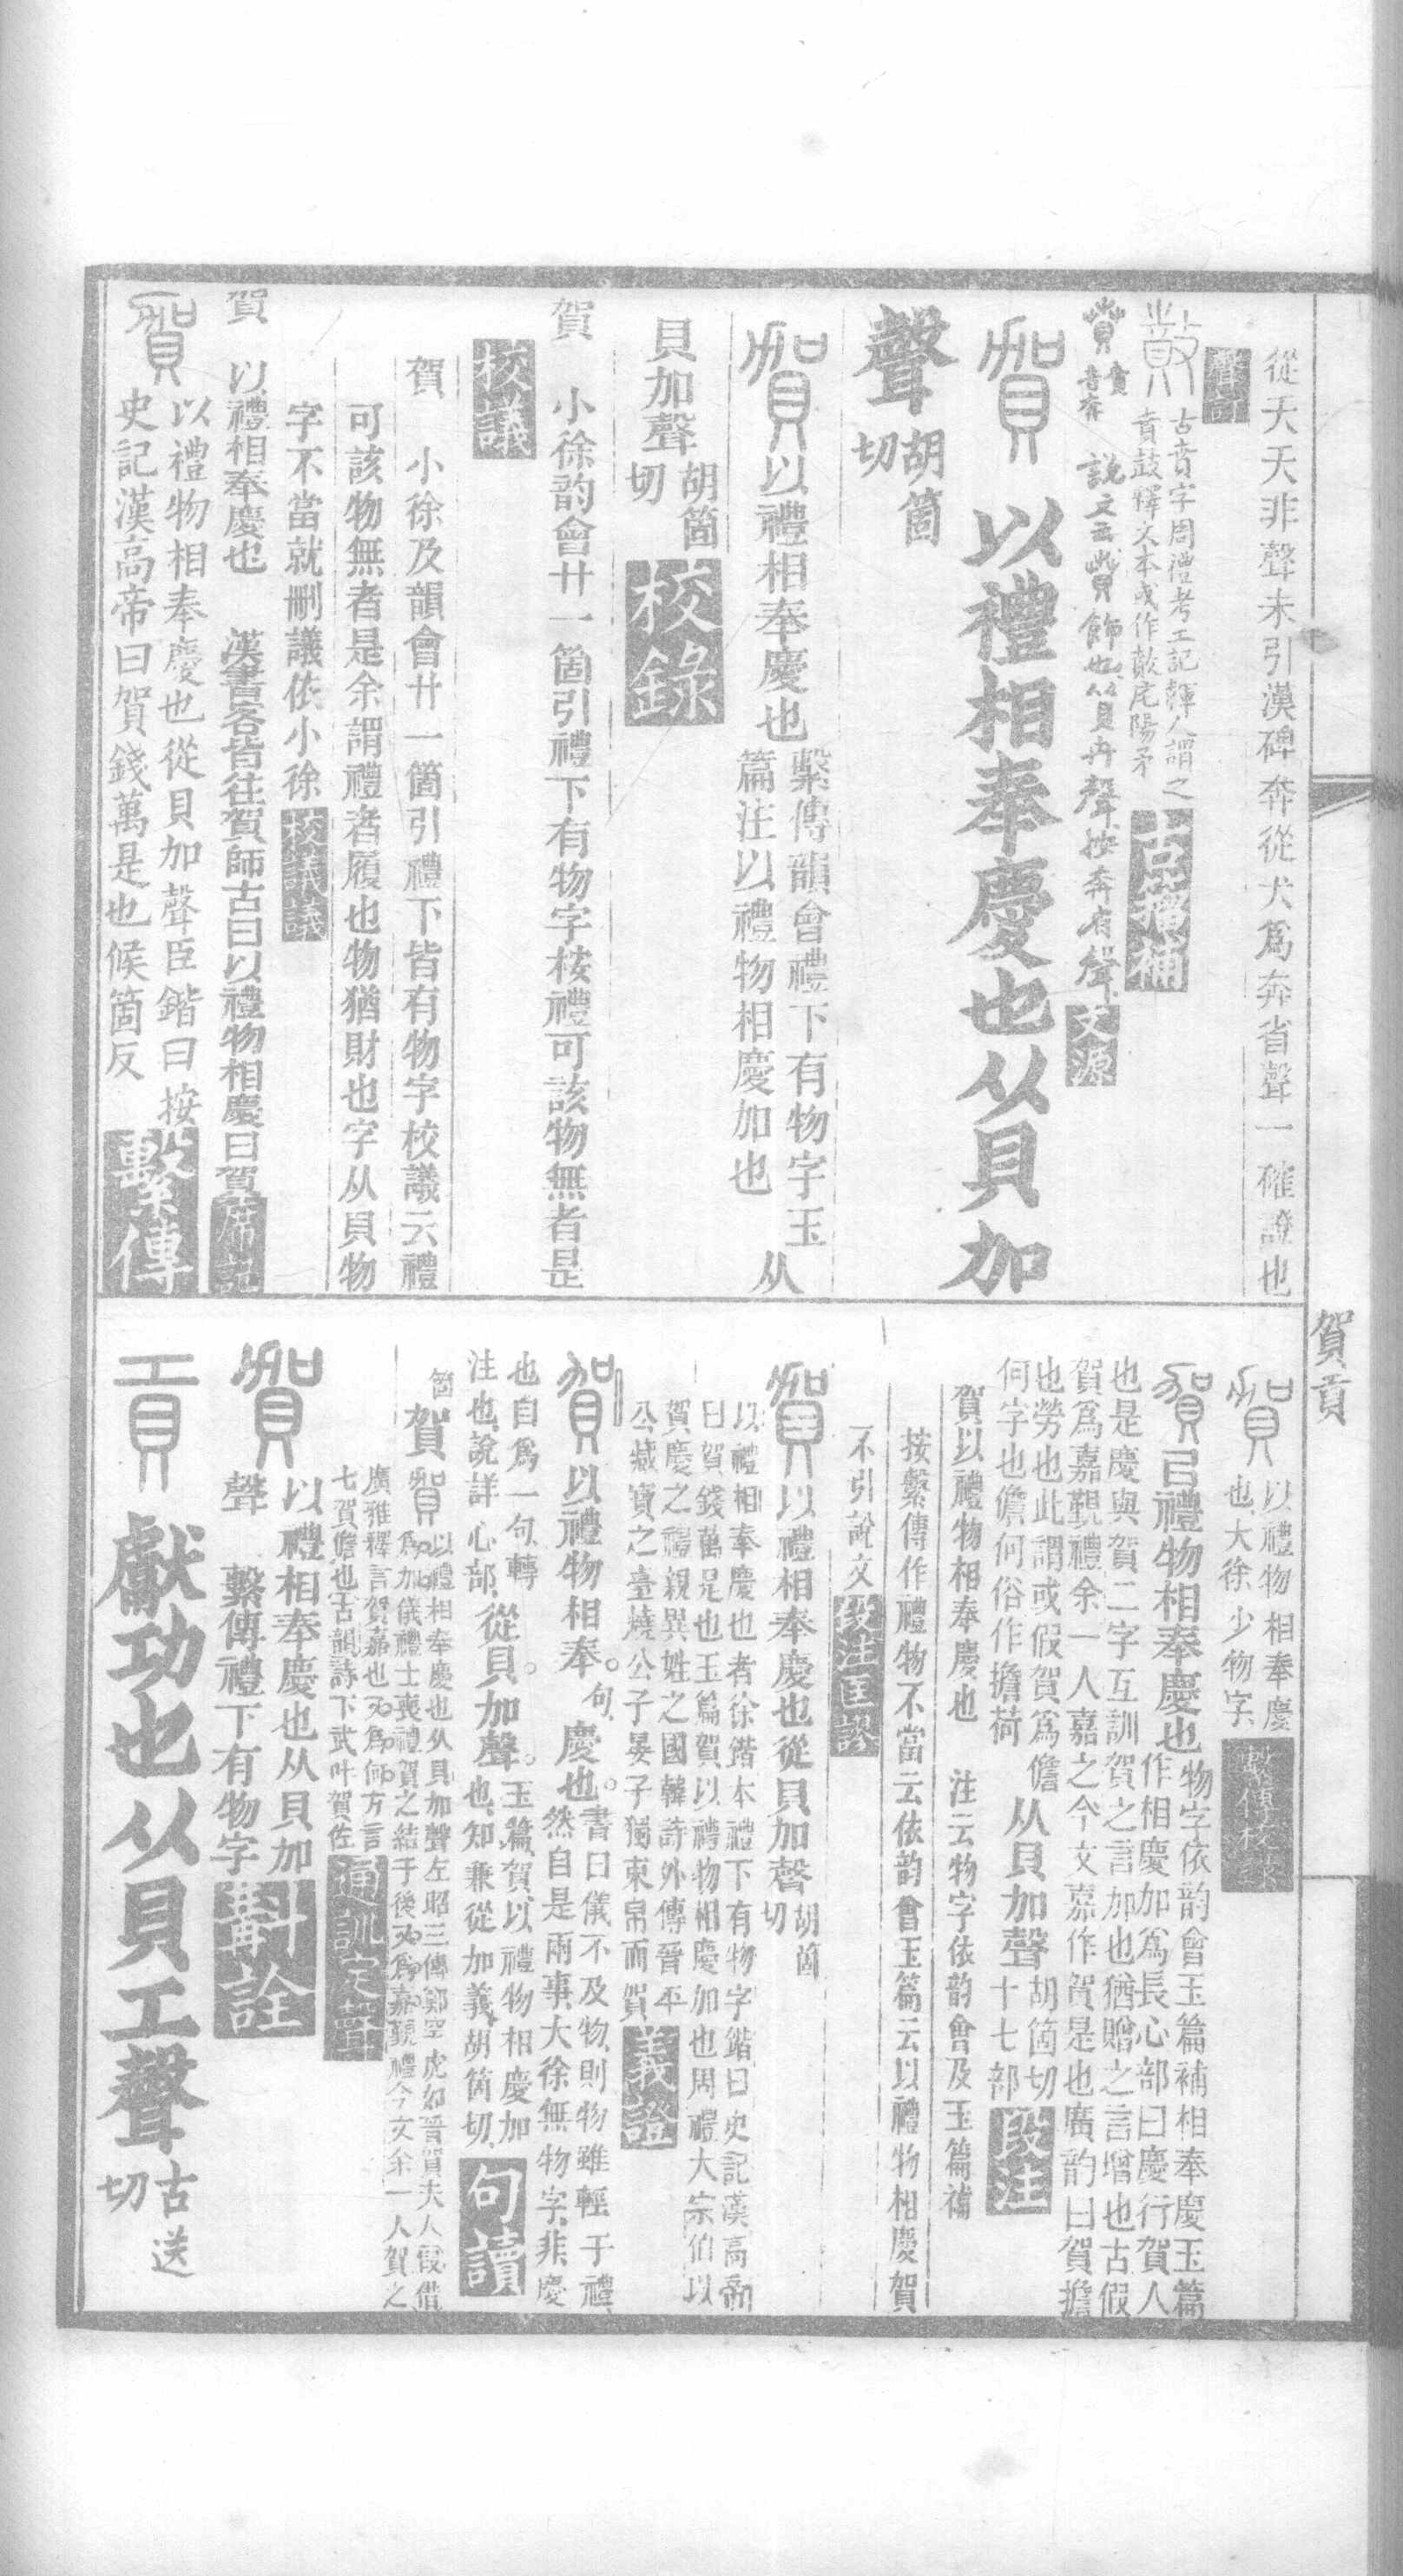 從夭夭非聲未引漢碑奔從犬爲奔省聲一確證也
聲訂
古賁字周禮考工記韗人謂之
賁鼓釋文本或作鼖
古籀補
說文云賁飾也从貝卉聲按奔省聲
文源
賀 以禮相奉慶也从貝加
聲
胡箇
切
賀 以禮相奉慶也
繫傳韻會禮下有物字玉
篇注以禮物相慶加也
从
貝加聲
胡箇
切
校錄
賀 小徐韵會廿一箇引禮下有物字桉禮可該物無者是
校議
賀 小徐及韻會廿一箇引禮下皆有物字校議云禮
可該物無者是余謂禮者履也物猶財也字从貝物
字不當就刪議依小徐
校議議
賀 以禮相奉慶也 漢書客皆往賀師古曰以禮物相慶曰賀
席記
賀
以禮物相奉慶也從貝加聲臣鍇曰按
史記漢高帝曰賀錢萬是也候箇反
繫傳
賀貢
賀
以禮物相奉慶
也大徐少物字
繫傳校錄
賀 㠯禮物相奉慶也
物字依韵會玉篇補相奉慶玉篇
作相慶加爲長心部曰慶行賀人
也是慶與賀二字互訓賀之言加也猶贈之言增也古假
賀爲嘉覲禮余一人嘉之今文嘉作賀是也廣韵曰賀擔
也勞也此謂或假賀爲儋
何字也儋何俗作擔荷
从貝加聲
胡箇切
十七部
段注
賀以禮物相奉慶也 注云物字依韵會及玉篇補
按繫傳作禮物不當云依韵會玉篇云以禮物相慶賀
不引說文
段注匡謬
賀 以禮相奉慶也從貝加聲
胡箇
切
以禮相奉慶也者徐鍇本禮下有物字鍇曰史記漢高帝
曰賀錢萬是也玉篇賀以禮物相慶加也周禮大宗伯以
賀慶之禮親異姓之國韓詩外傳晉平
公藏寶之臺燒公子晏子獨束帛而賀
義證
賀 以禮物相奉。句慶也。
書曰儀不及物則物雖輕于禮
然自是兩事大徐無物字非慶
也自爲一句轉
注也說詳心部
從貝加聲。
玉篇賀以禮物相慶加
也知兼從加義胡箇切
句讀
箇
賀
賀
以禮相奉慶也从貝加聲左昭三傳鄭罕虎如晉賀夫人假借
爲加儀禮士喪禮賀之結于後又爲嘉覲禮今文余一人賀之
廣雅釋言賀嘉也又爲何方言
七賀儋也古韻詩下武叶賀佐
通訓定聲
賀
以禮相奉慶也从貝加
聲 繫傳禮下有物字
斠詮
貢 獻功也从貝工聲
古送
切